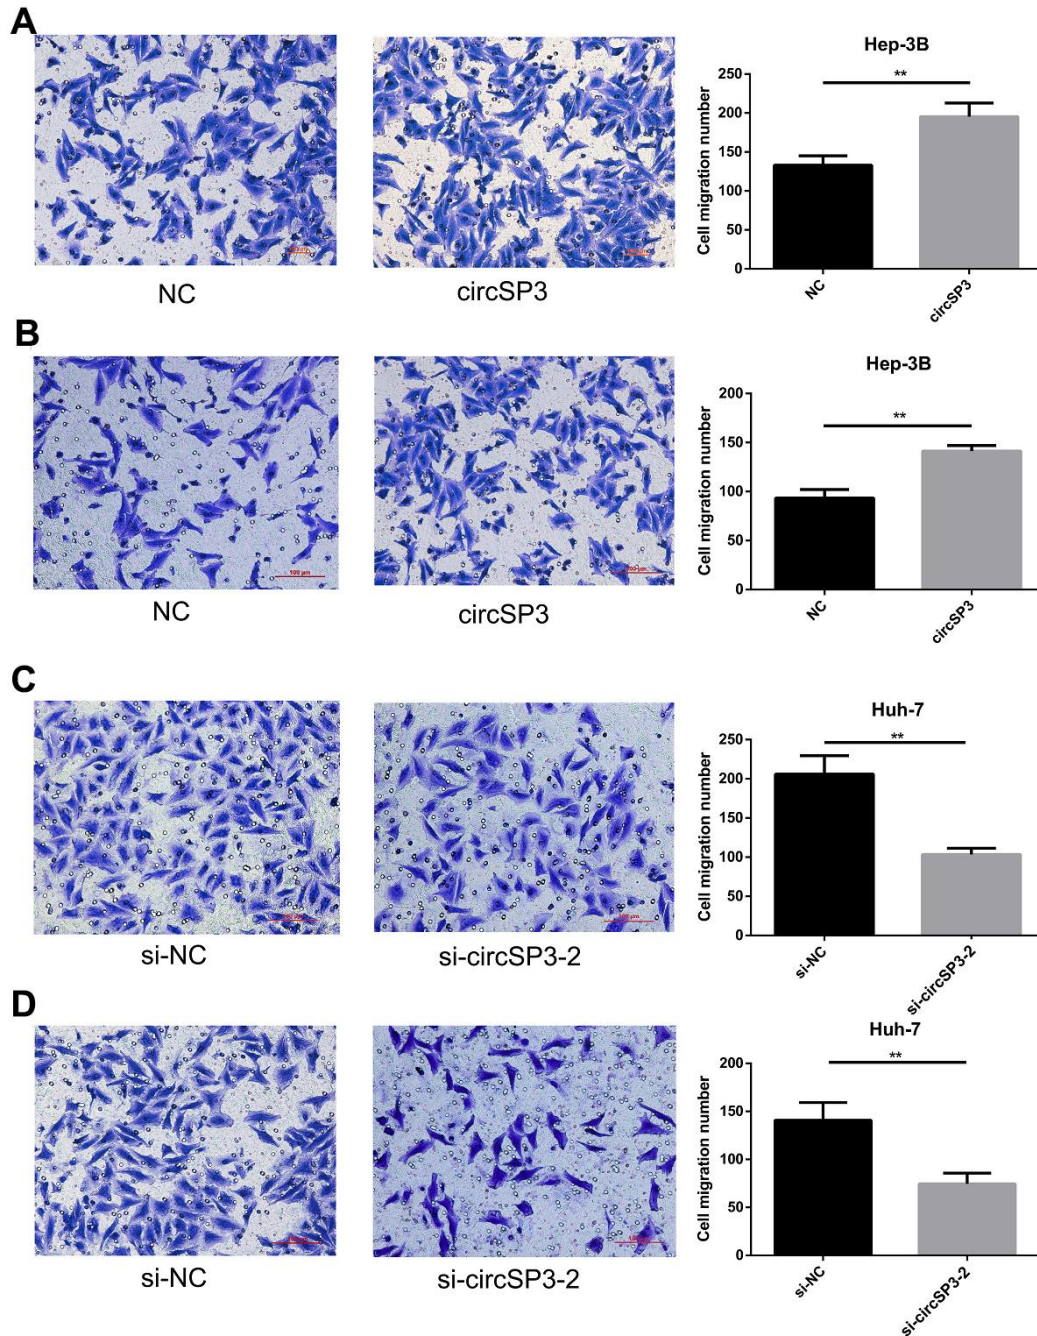 A
Hep-3B
**
Cell migration number
250
200
150
100
50
0
NC
circSP3
NC
circSP3
B
100 µm
Hep-3B
**
Cell migration number
200
150
100
50
0
NC
circSP3
NC
circSP3
C
Huh-7
**
Cell migration number
250
200
150
100
50
0
si-NC
si-circSP3-2
si-NC
si-circSP3-2
D
Huh-7
**
Cell migration number
200
150
100
50
0
si-NC
si-circSP3-2
si-NC
si-circSP3-2